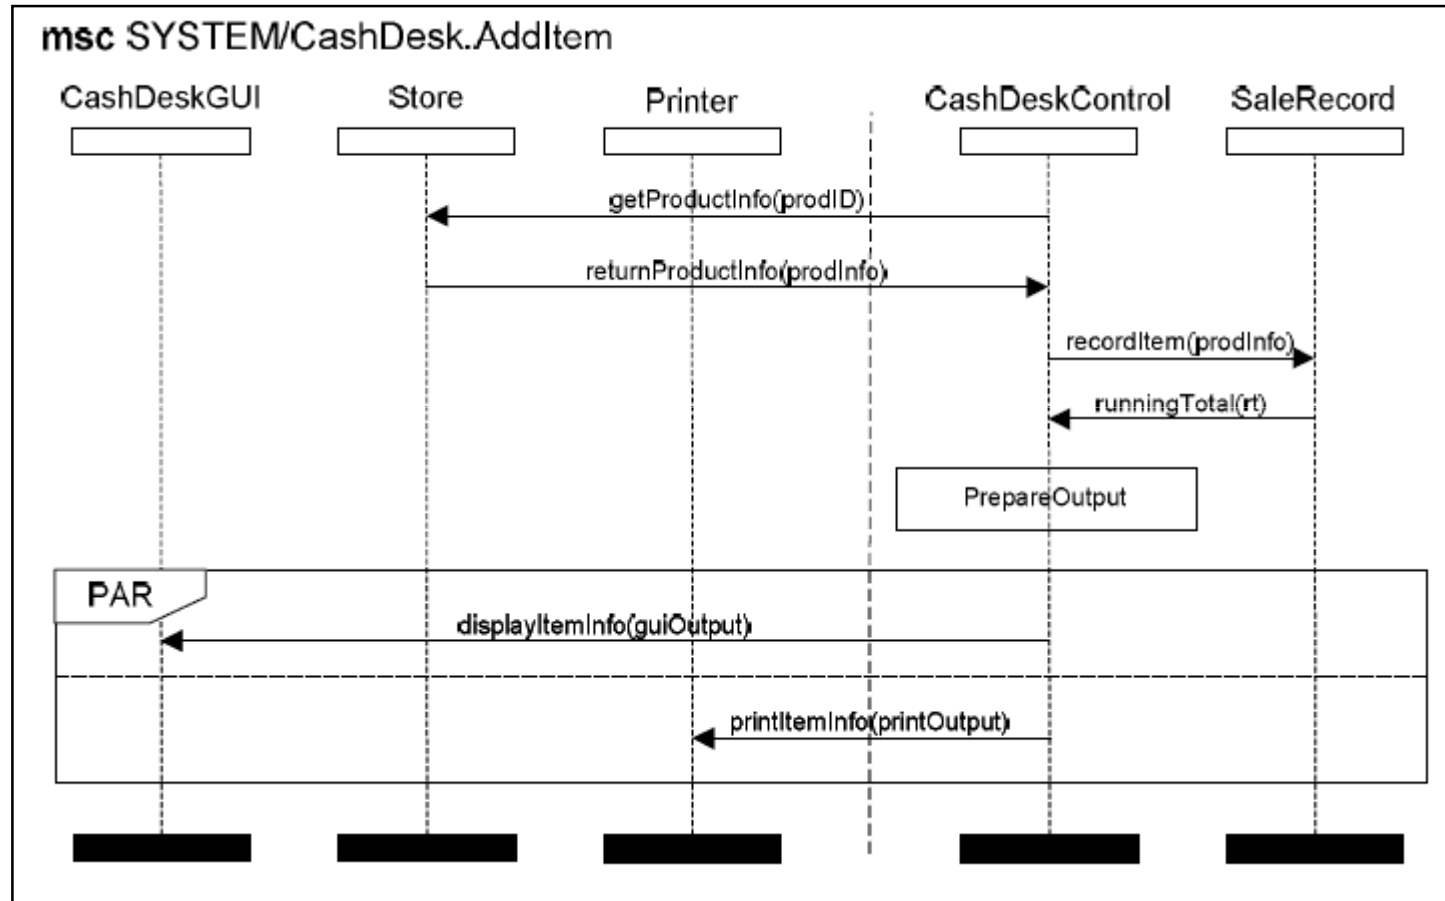 msc SYSTEM/CashDesk.AddItem
CashDeskGUI Store Printer CashDeskControl SaleRecord
getProductInfo(prodID)
returnProductInfo(prodInfo)
recordItem(prodInfo)
runningTotal(rt)
PrepareOutput
PAR
displayItemInfo(guiOutput)
printItemInfo(printOutput)